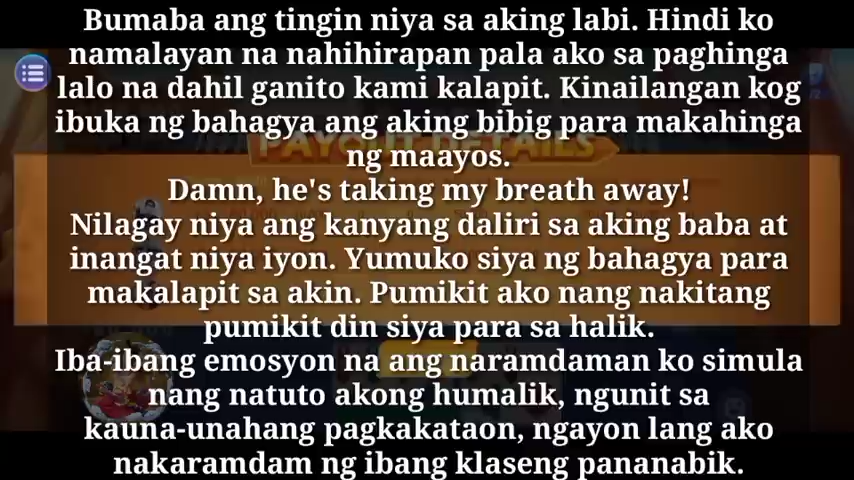 Bumaba ang tingin niya sa aking labi. Hindi ko
namalayan na nahihirapan pala ako sa paghinga
lalo na dahil ganito kami kalapit. Kinailangan kog
ibuka ng bahagya ang aking bibig para makahinga
ng maayos.
PAYOUT DETAILS
Damn, he's taking my breath away!
Nilagay niya ang kanyang daliri sa aking baba at
inangat niya iyon. Yumuko siya ng bahagya para
makalapit sa akin. Pumikit ako nang nakitang
pumikit din siya para sa halik.
Iba-ibang emosyon na ang naramdaman ko simula
nang natuto akong humalik, ngunit sa
kauna-unahang pagkakataon, ngayon lang ako
nakaramdam ng ibang klaseng pananabik.